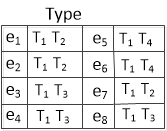 Type
e₁ T₁ T₂ e₅ T₁ T₄
e₂ T₁ T₂ e₆ T₁ T₄
e₃ T₁ T₃ e₇ T₁ T₂
e₄ T₁ T₃ e₈ T₁ T₃